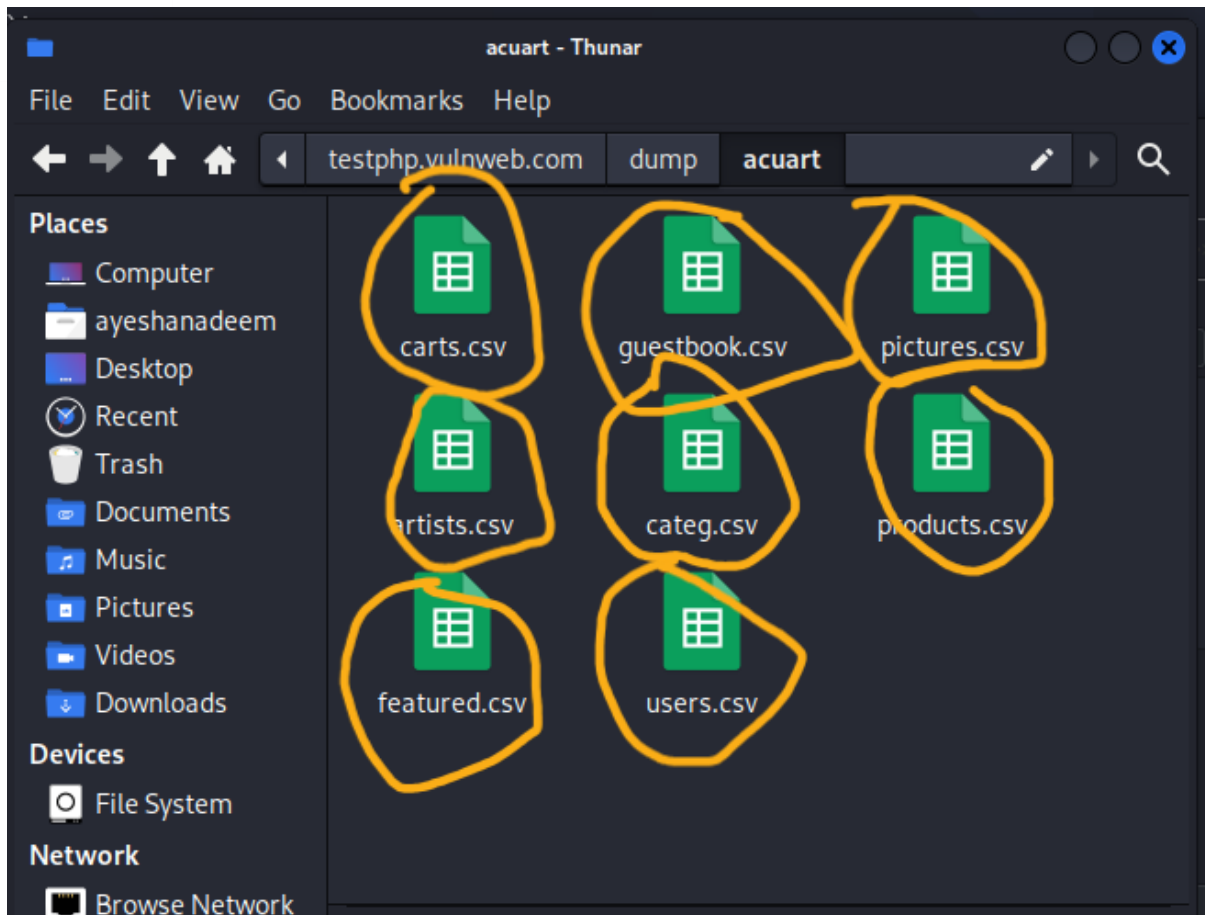 acuart - Thunar
File Edit View Go Bookmarks Help
testphp.vulnweb.com dump acuart
Places
Computer
ayeshanadeem
Desktop
Recent
Trash
Documents
Music
Pictures
Videos
Downloads
Devices
File System
Network
Browse Network
carts.csv guestbook.csv pictures.csv
artists.csv categ.csv products.csv
featured.csv users.csv